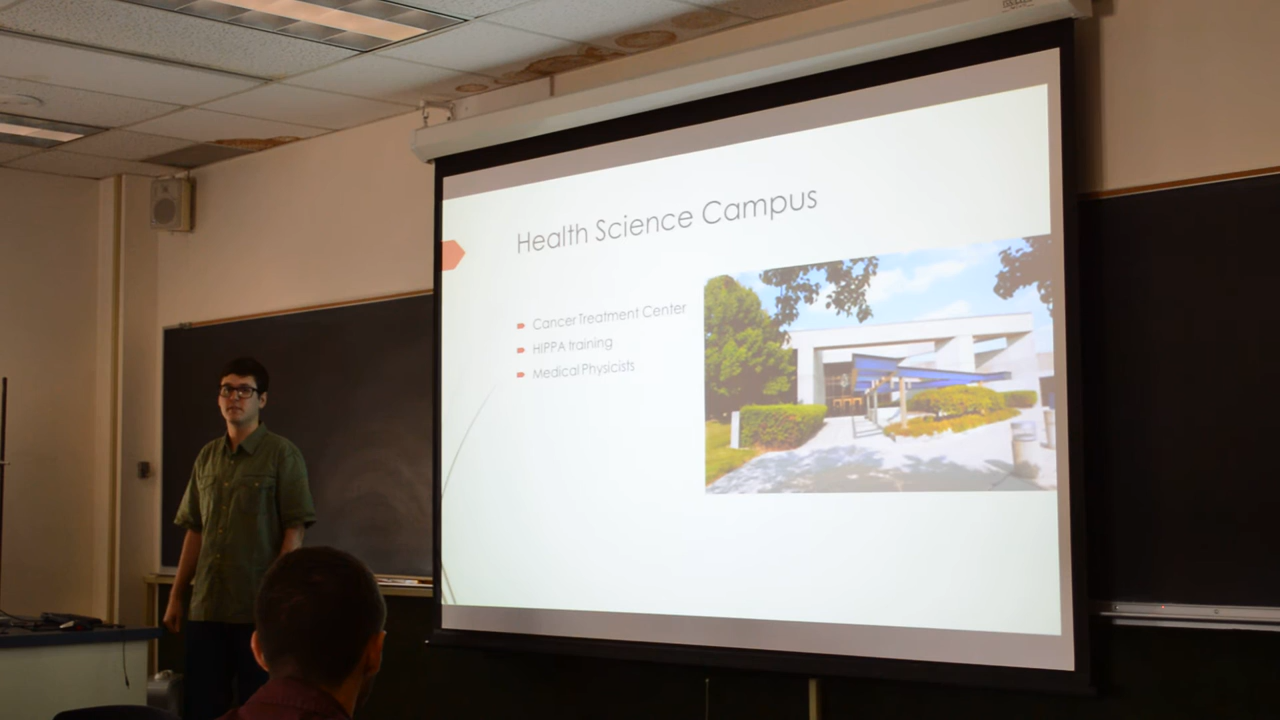 Health Science Campus
Cancer Treatment Center
HIPPA training
Medical Physicists